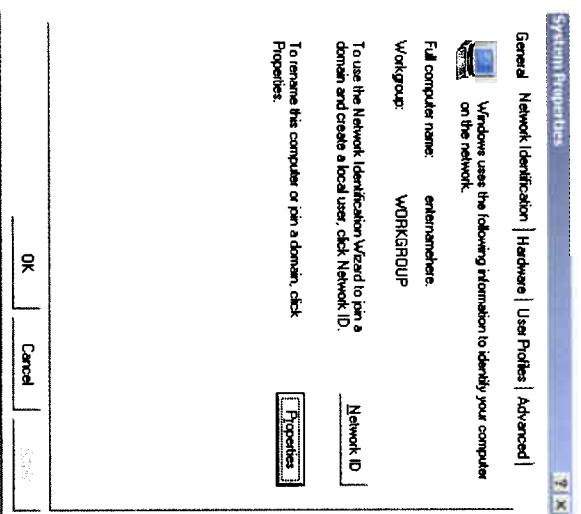 System Properties
General | Network Identification | Hardware | User Profiles | Advanced |
Windows uses the following information to identify your computer
on the network.
Full computer name: enternamehere.
Workgroup: WORKGROUP
To use the Network Identification Wizard to join a
domain and create a local user, click Network ID.
Network ID
To rename this computer or join a domain, click
Properties.
Properties
OK Cancel